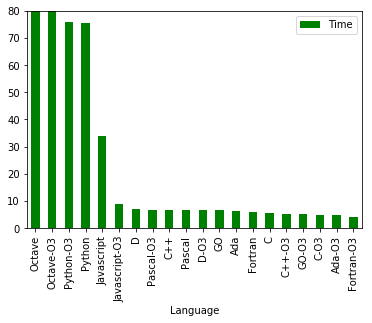 80
70
60
50
40
30
20
10
0
Time
Octave
Octave-O3
Python-O3
Python
Javascript
Javascript-O3
D
Pascal-O3
C++
Pascal
D-O3
GO
Ada
Fortran
C
C++-O3
GO-O3
C-O3
Ada-O3
Fortran-O3
Language